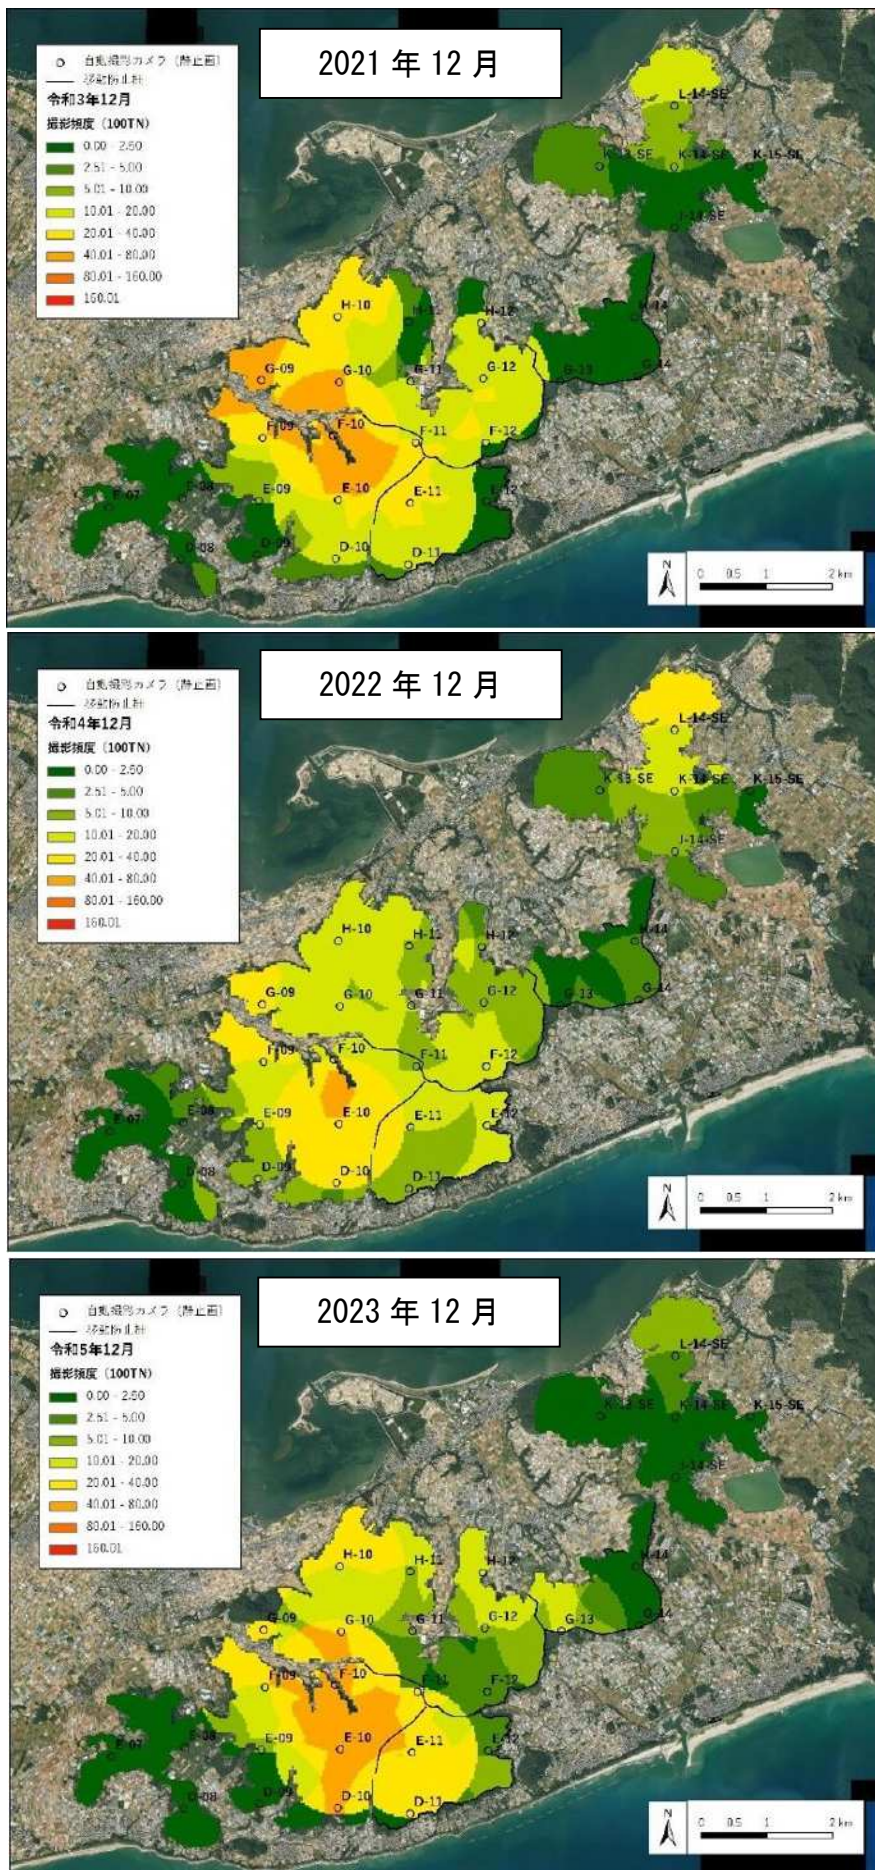 2021 年 12 月
自動撮影カメラ（静止画）
移動防止柵
令和3年12月
撮影頻度（100TN）
0.00 - 2.50
2.51 - 5.00
5.01 - 10.00
10.01 - 20.00
20.01 - 40.00
40.01 - 80.00
80.01 - 160.00
160.01
L-14-SE
K-13-SE
K-14-SE
K-15-SE
J-14-SE
H-10
H-11
H-12
K-14
G-09
G-10
G-11
G-12
G-13
G-14
F-09
F-10
F-11
F-12
E-07
E-08
E-09
E-10
E-11
E-12
D-08
D-09
D-10
D-11
N
0 0.5 1 2 km
2022 年 12 月
自動撮影カメラ（静止画）
移動防止柵
令和4年12月
撮影頻度（100TN）
0.00 - 2.50
2.51 - 5.00
5.01 - 10.00
10.01 - 20.00
20.01 - 40.00
40.01 - 80.00
80.01 - 160.00
160.01
L-14-SE
K-13-SE
K-14-SE
K-15-SE
J-14-SE
H-10
H-11
H-12
G-09
G-10
G-11
G-12
G-13
G-14
F-09
F-10
F-11
F-12
E-07
E-08
E-09
E-10
E-11
E-12
D-08
D-09
D-10
D-11
N
0 0.5 1 2 km
2023 年 12 月
自動撮影カメラ（静止画）
移動防止柵
令和5年12月
撮影頻度（100TN）
0.00 - 2.50
2.51 - 5.00
5.01 - 10.00
10.01 - 20.00
20.01 - 40.00
40.01 - 80.00
80.01 - 160.00
160.01
L-14-SE
K-13-SE
K-14-SE
K-15-SE
J-14-SE
H-10
H-11
H-12
G-09
G-10
G-11
G-12
G-13
G-14
F-09
F-10
F-11
F-12
E-07
E-08
E-09
E-10
E-11
E-12
D-08
D-09
D-10
D-11
N
0 0.5 1 2 km